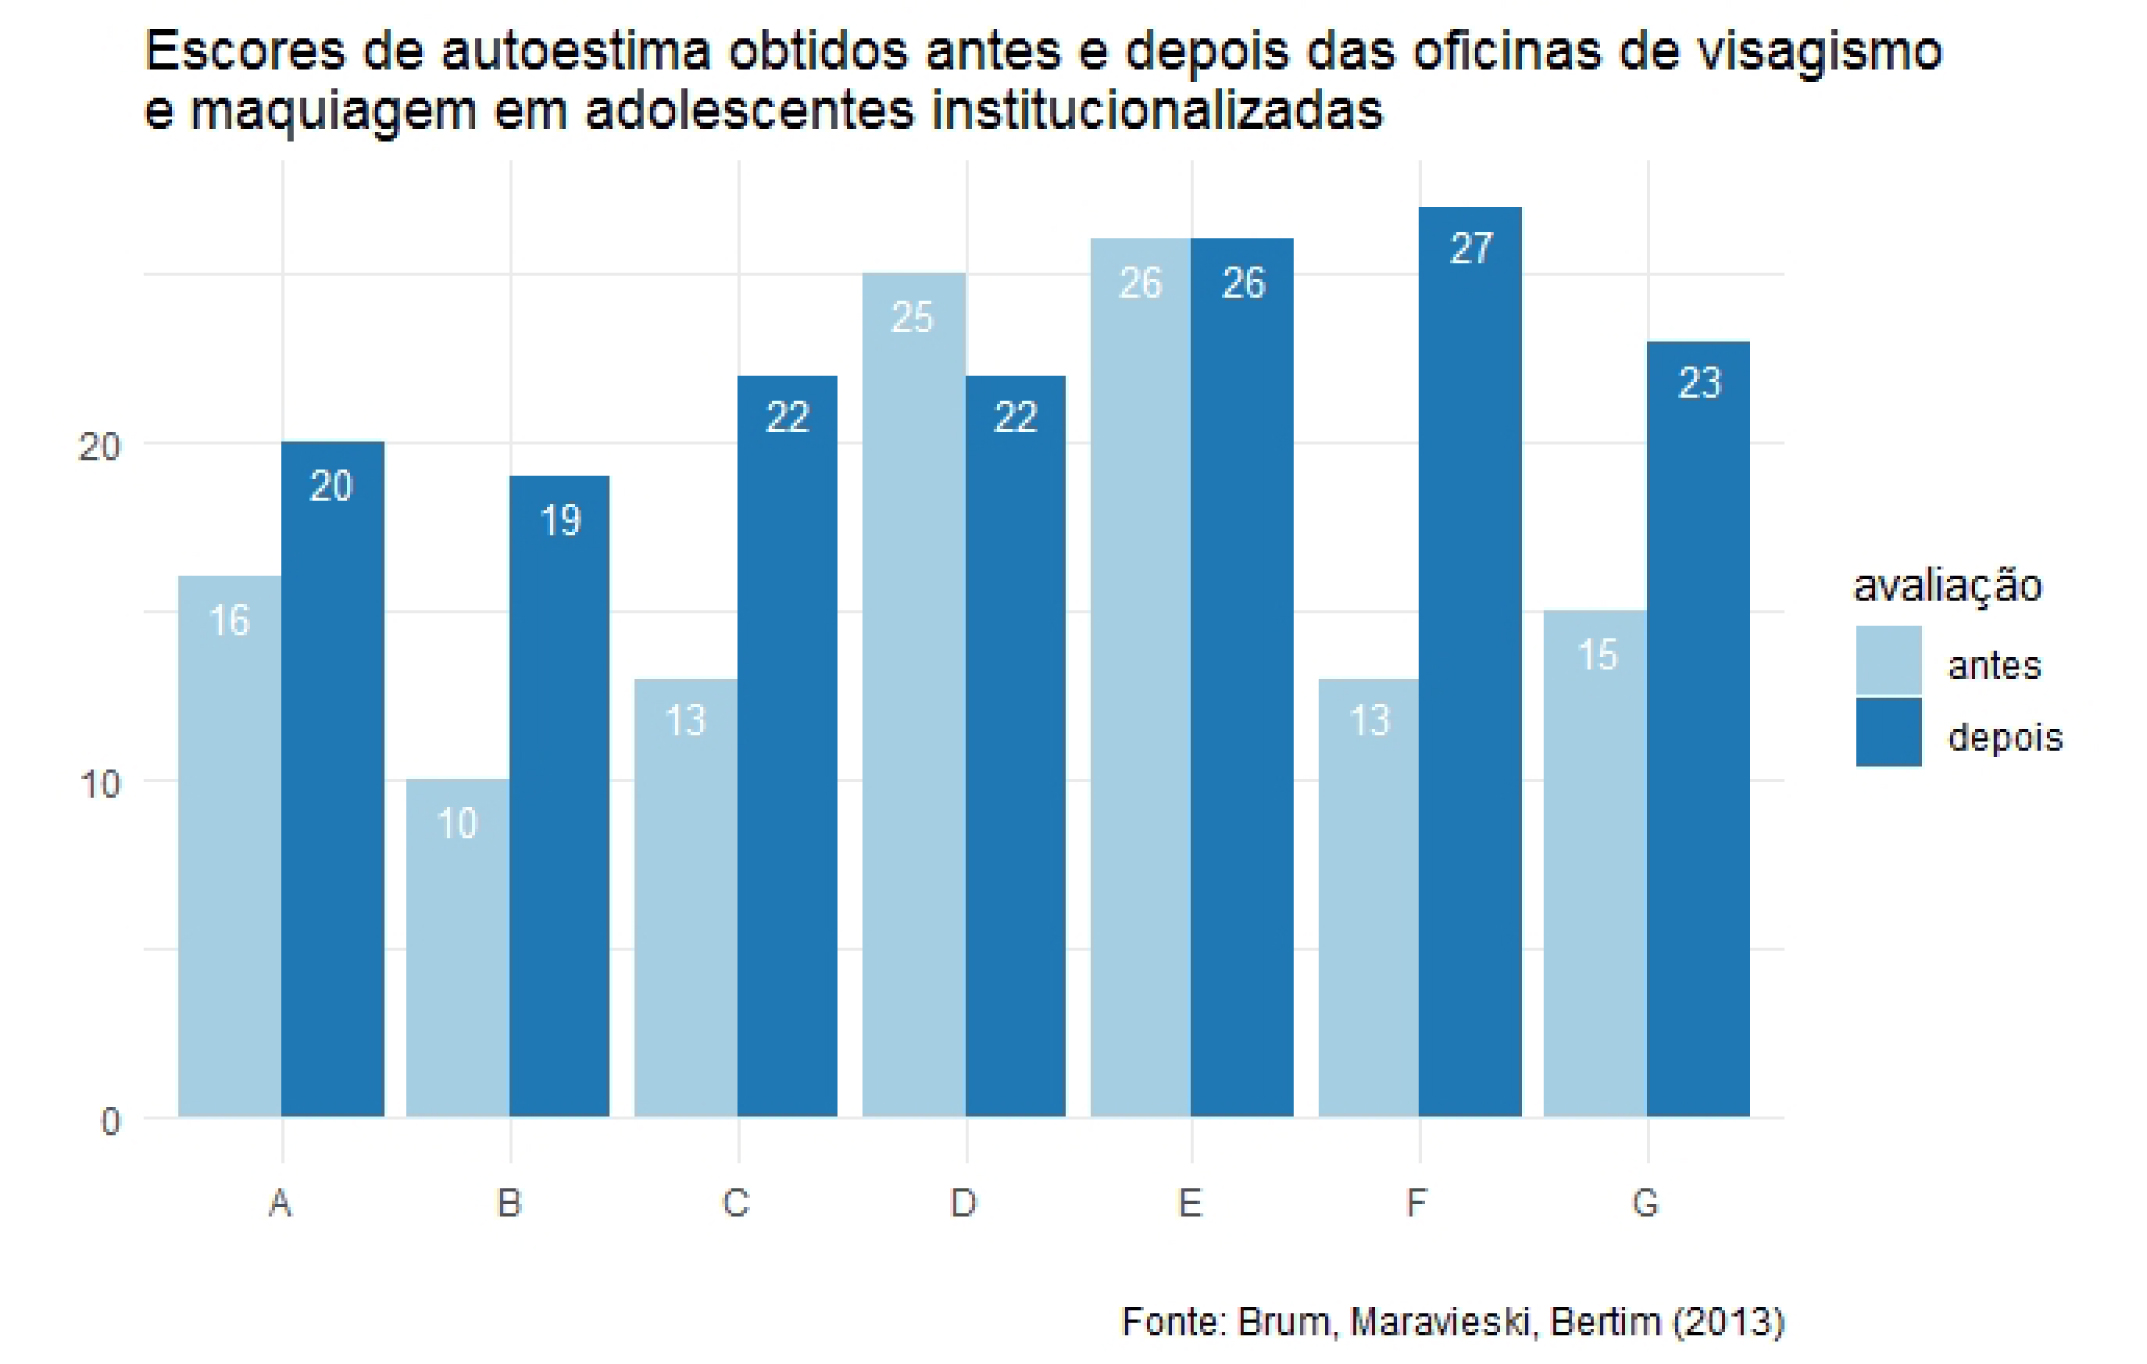 Escores de autoestima obtidos antes e depois das oficinas de visagismo
e maquiagem em adolescentes institucionalizadas
27
26 26
25
23
22 22
20
20
19
16
15
13 13
10
10
0
avaliação
antes
depois
A B C D E F G
Fonte: Brum, Maravieski, Bertim (2013)